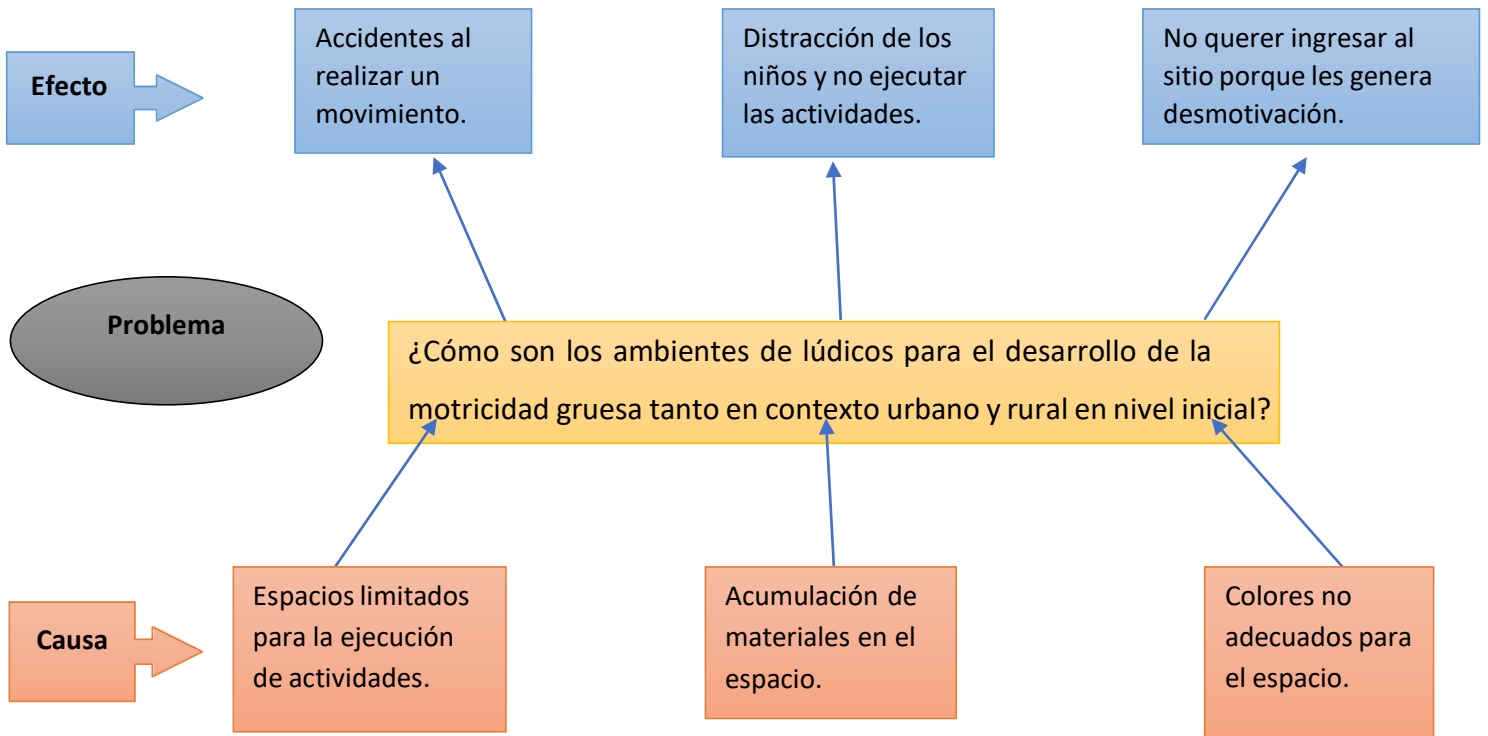 Efecto
Accidentes al
realizar un
movimiento.
Distracción de los
niños y no ejecutar
las actividades.
No querer ingresar al
sitio porque les genera
desmotivación.
Problema
¿Cómo son los ambientes de lúdicos para el desarrollo de la
motricidad gruesa tanto en contexto urbano y rural en nivel inicial?
Causa
Espacios limitados
para la ejecución
de actividades.
Acumulación de
materiales en el
espacio.
Colores no
adecuados para
el espacio.